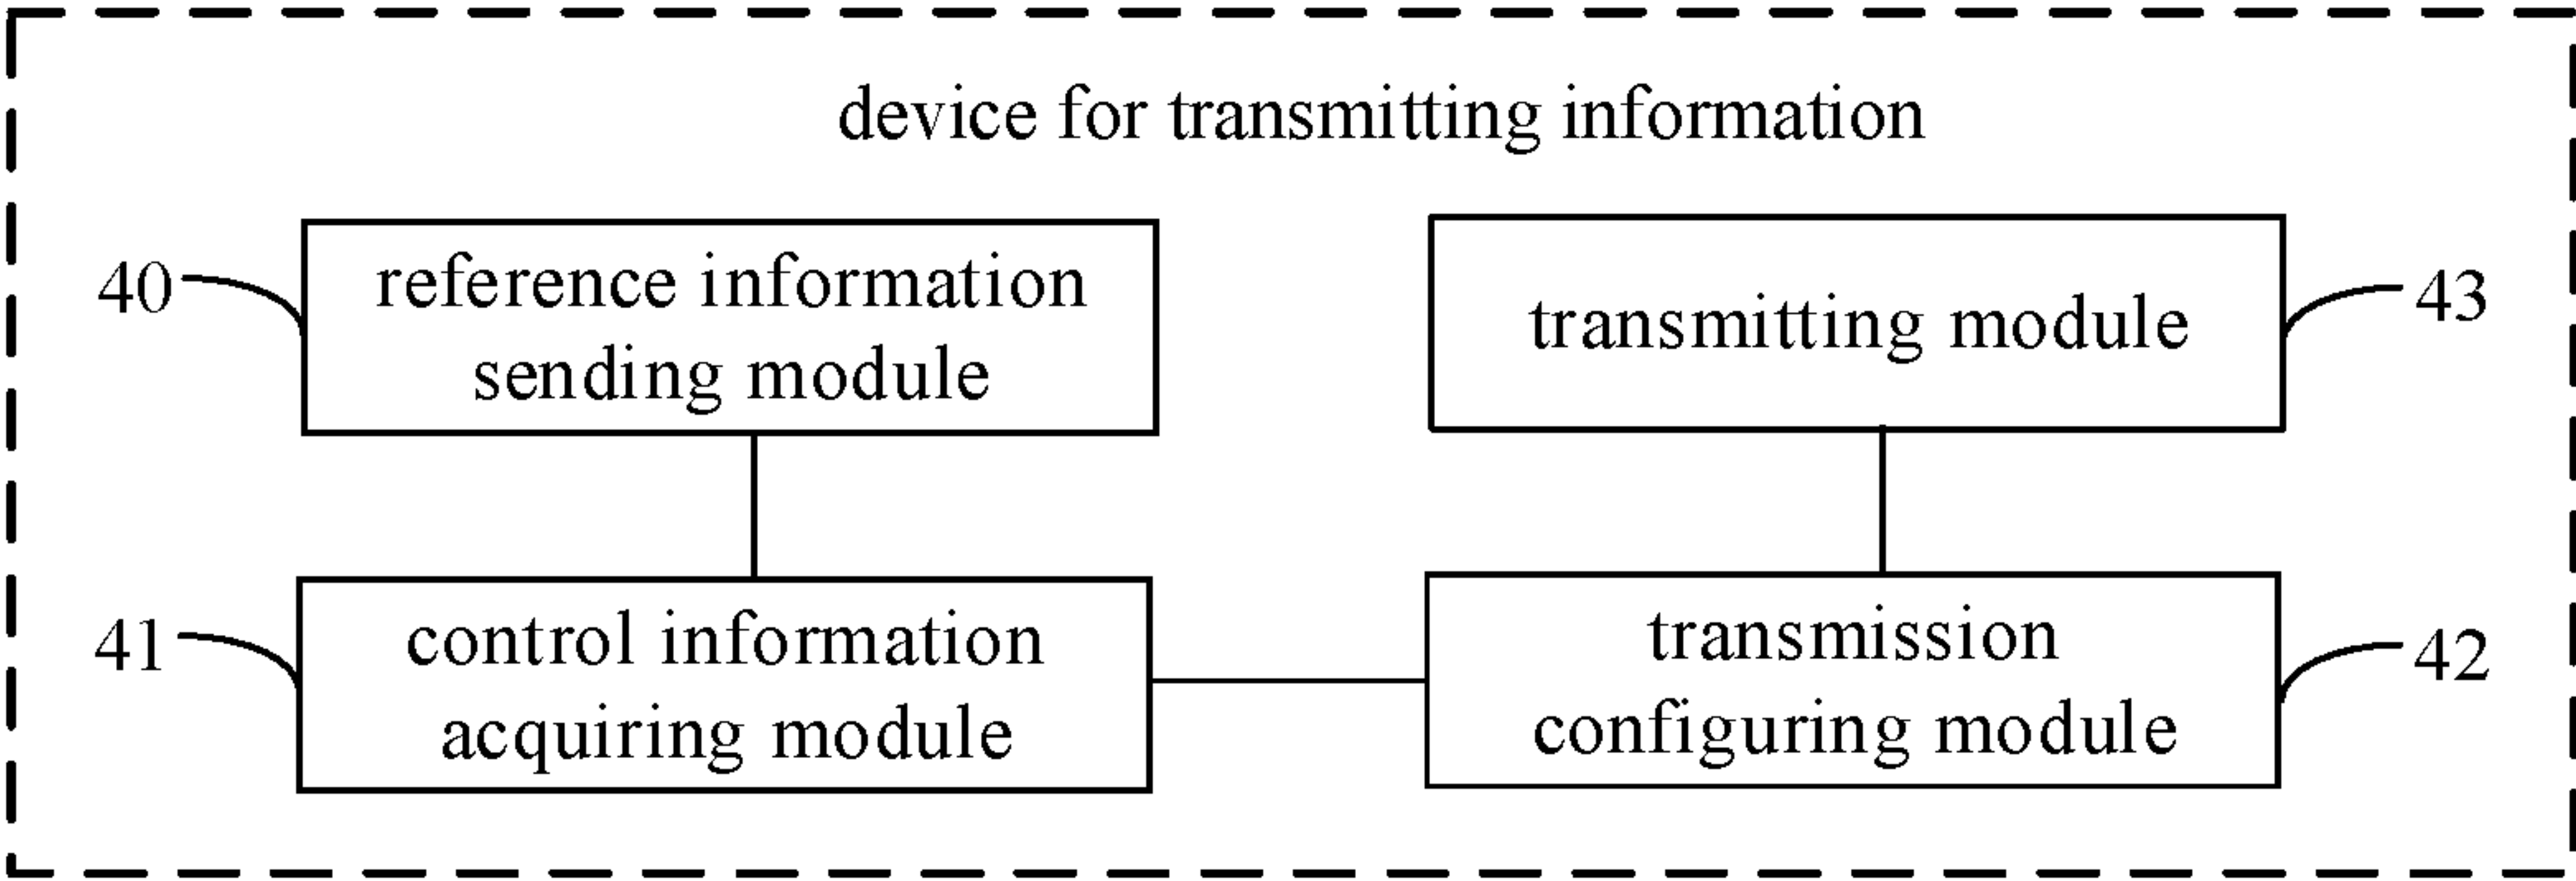 device for transmitting information
40
reference information
sending module
transmitting module
43
41
control information
acquiring module
transmission
configuring module
42